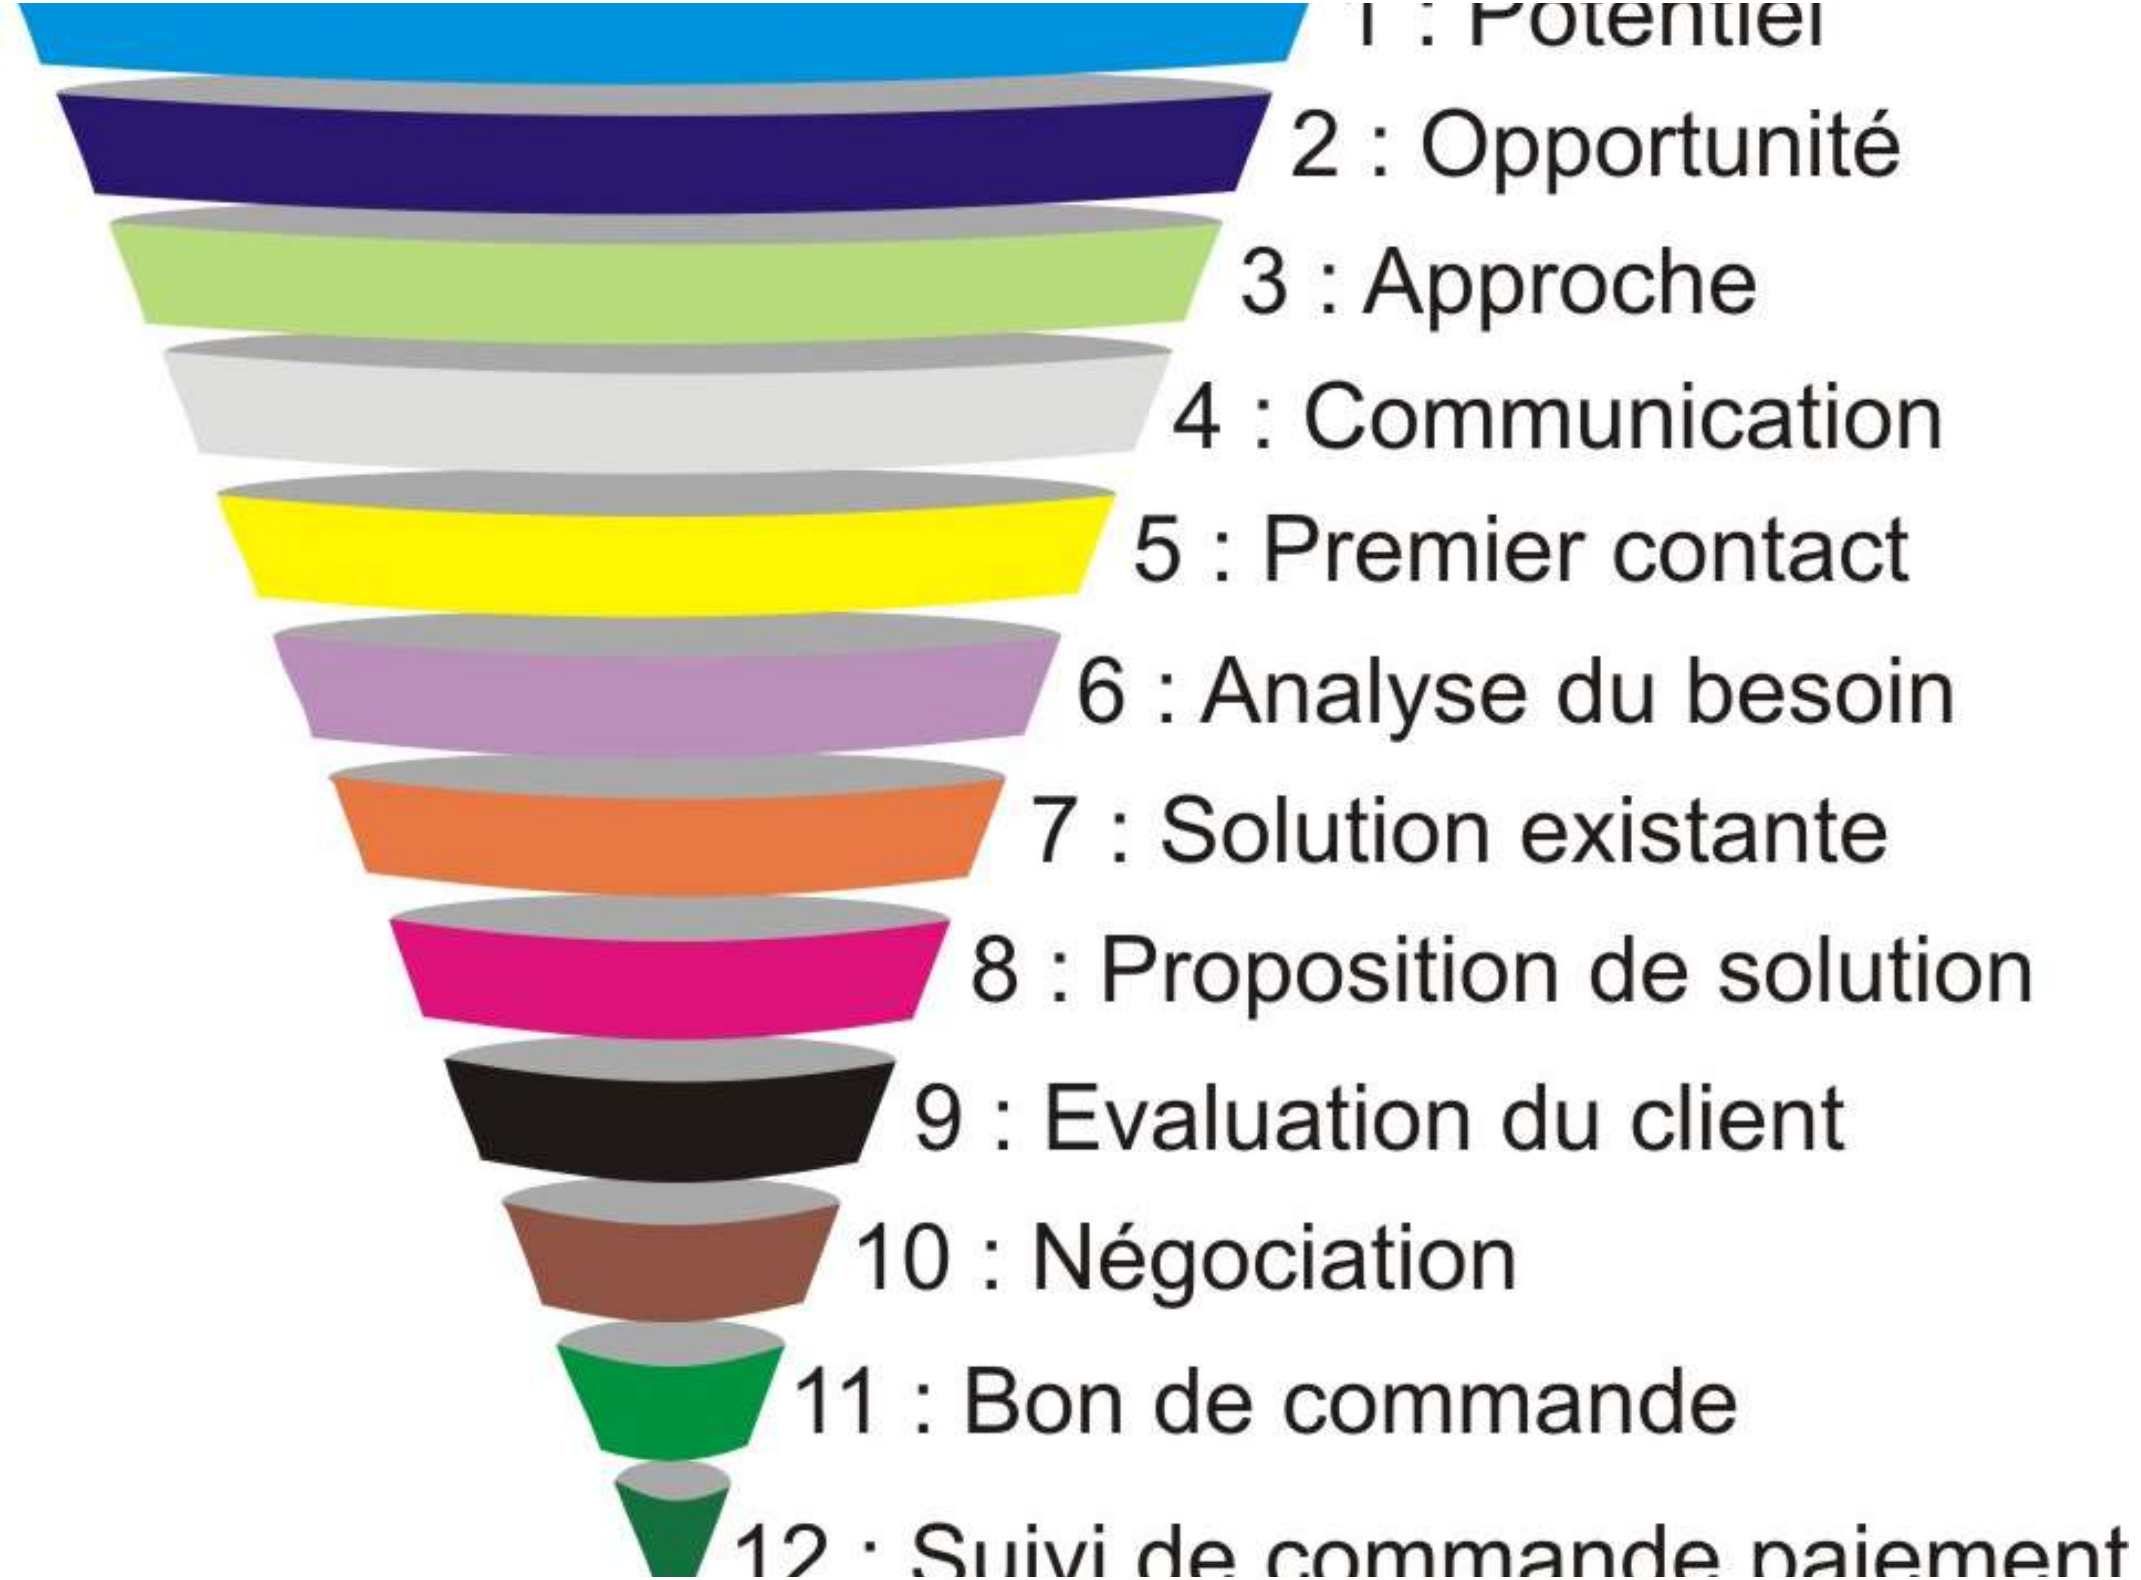 1 : Potentiel
2 : Opportunité
3 : Approche
4 : Communication
5 : Premier contact
6 : Analyse du besoin
7 : Solution existante
8 : Proposition de solution
9 : Evaluation du client
10 : Négociation
11 : Bon de commande
12 : Suivi de commande paiement